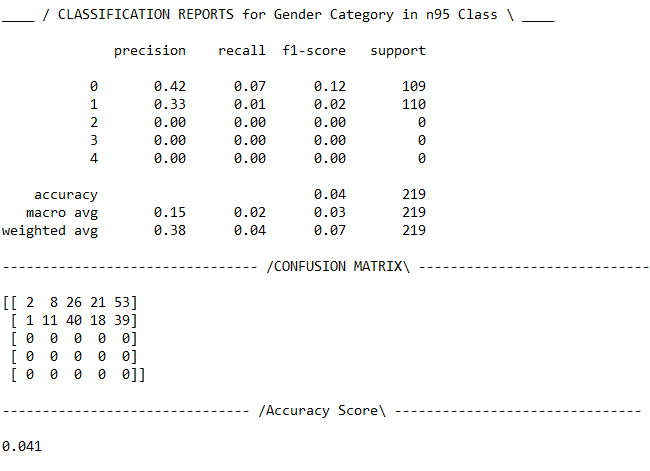 ____ / CLASSIFICATION REPORTS for Gender Category in n95 Class \ ____
precision recall f1-score support
0 0.42 0.07 0.12 109
1 0.33 0.01 0.02 110
2 0.00 0.00 0.00 0
3 0.00 0.00 0.00 0
4 0.00 0.00 0.00 0
accuracy 0.04 219
macro avg 0.15 0.02 0.03 219
weighted avg 0.38 0.04 0.07 219
-------------------------------- /CONFUSION MATRIX\ -----------------------------
[[ 2 8 26 21 53]
[ 1 11 40 18 39]
[ 0 0 0 0 0]
[ 0 0 0 0 0]
[ 0 0 0 0 0]]
------------------------------- /Accuracy Score\ -------------------------------
0.041